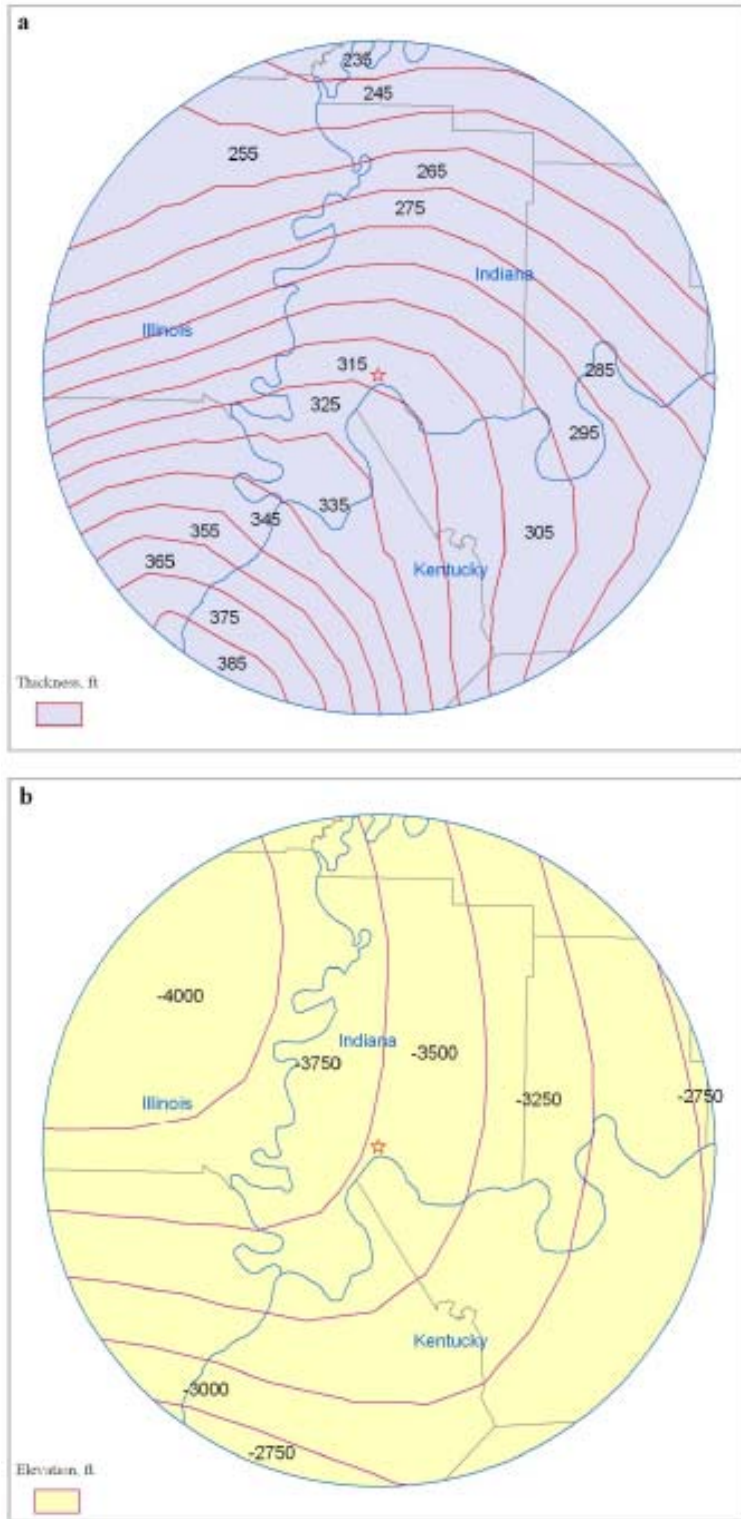 a
235
245
255
265
275
Indiana
Illinois
315
285
325
295
335
345
305
355
365
Kentucky
375
385
Thickness, ft
b
-4000
Indiana
-3500
-3750
-3250
-2750
Illinois
Kentucky
-3000
-2750
Elevation, ft